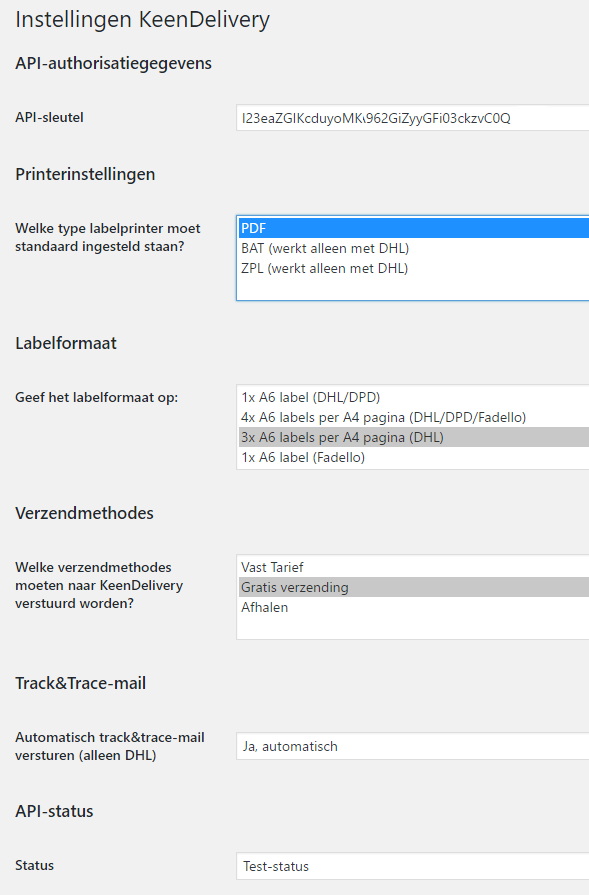 Instellingen KeenDelivery
API-authorisatiegegevens
API-sleutel
Printerinstellingen
Welke type labelprinter moet
standaard ingesteld staan?
PDF
BAT (werkt alleen met DHL)
ZPL (werkt alleen met DHL)
Labelformaat
Geef het labelformaat op:
1x A6 label (DHL/DPD)
4x A6 labels per A4 pagina (DHL/DPD/Fadello)
3x A6 labels per A4 pagina (DHL)
1x A6 label (Fadello)
Verzendmethodes
Welke verzendmethodes
moeten naar KeenDelivery
verstuurd worden?
Vast Tarief
Gratis verzending
Afhalen
Track&Trace-mail
Automatisch track&trace-mail
versturen (alleen DHL)
Ja, automatisch
API-status
Status
Test-status